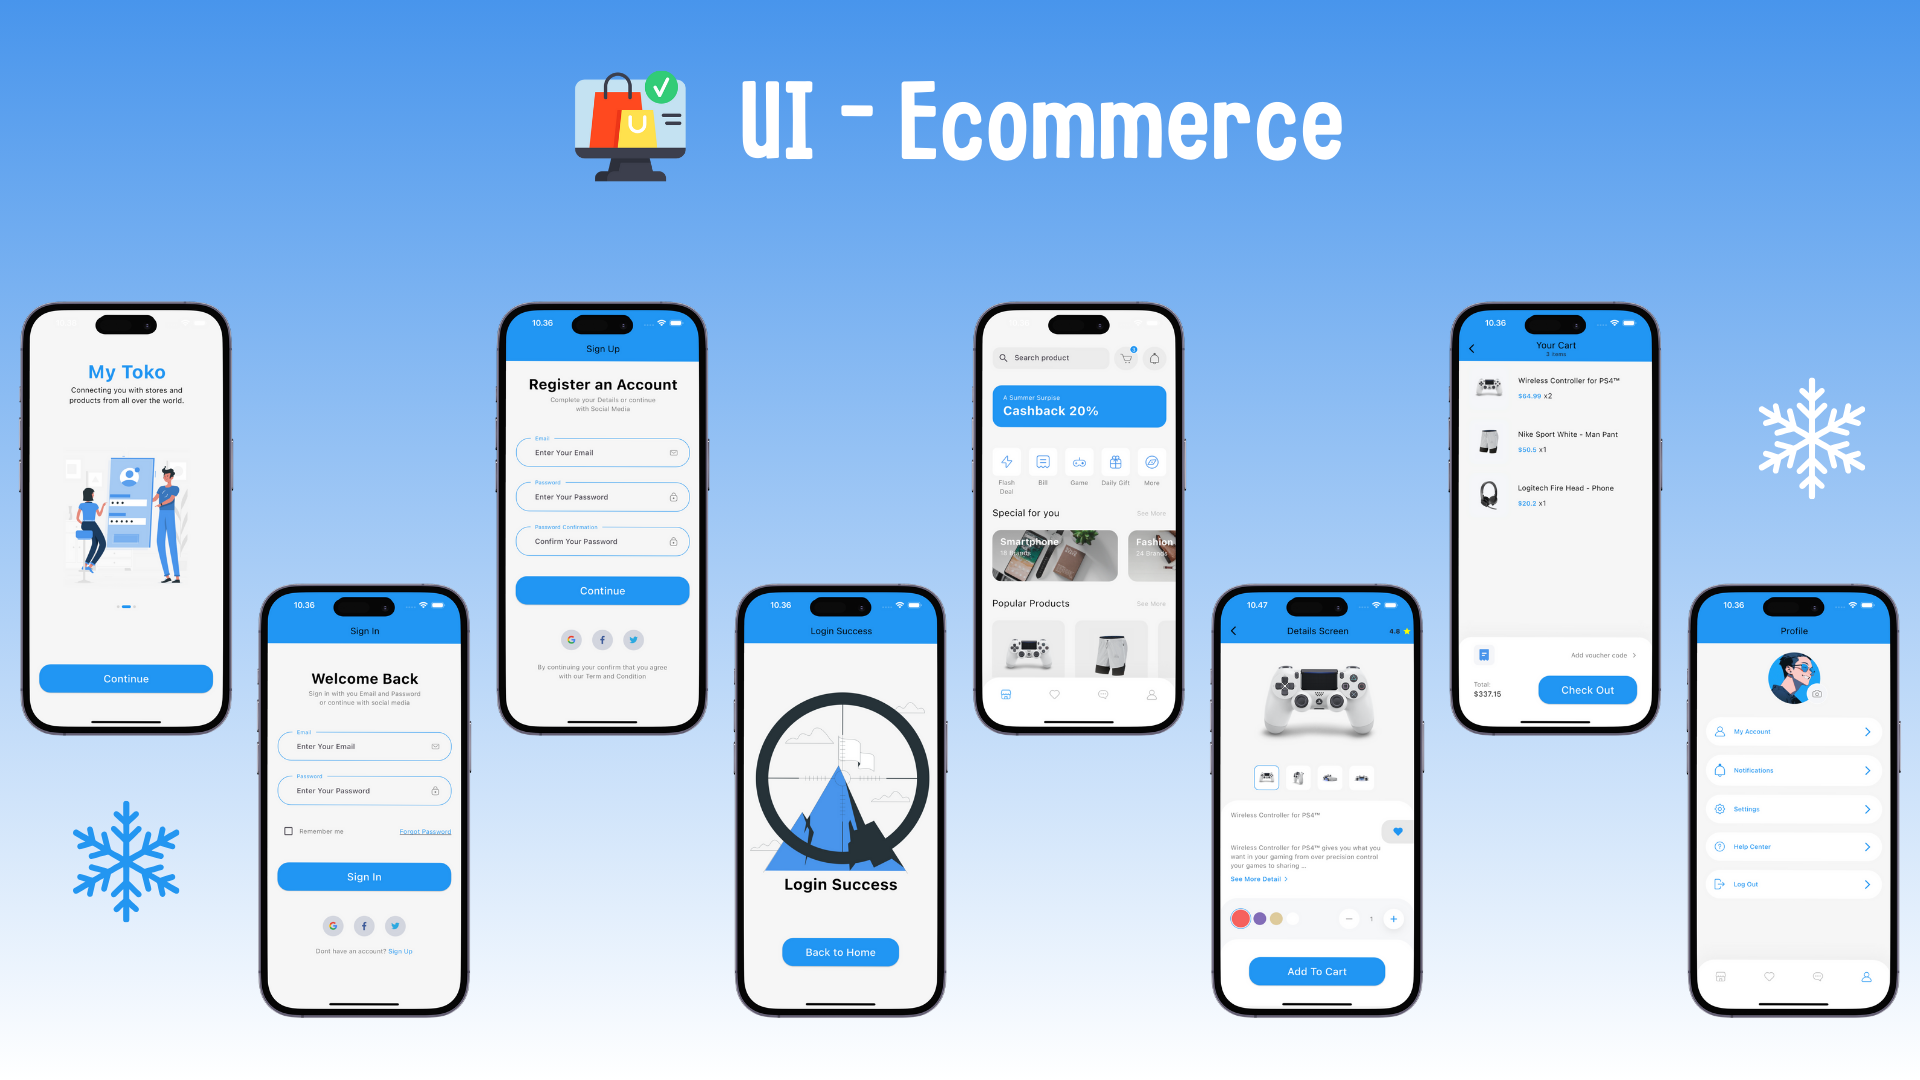 UI - Ecommerce
My Toko
Connecting you with stores and
products from all over the world.
Continue
10.36
Sign In
Welcome Back
Sign in with you Email and Password
or continue with social media
Email
Enter Your Email
Password
Enter Your Password
Remember me
Forgot Password
Sign In
Dont have an account? Sign Up
10.36
Sign Up
Register an Account
Complete your Details or continue
with Social Media
Email
Enter Your Email
Password
Enter Your Password
Password Confirmation
Confirm Your Password
Continue
By continuing your confirm that you agree
with our Term and Condition
10.36
Login Success
Login Success
Back to Home
Search product
3
A Summer Surpise
Cashback 20%
Flash
Deal
Bill
Game
Daily Gift
More
Special for you
See More
Smartphone
18 Brands
Fashion
24 Brands
Popular Products
See More
10.47
Details Screen
4.8
Wireless Controller for PS4™
Wireless Controller for PS4™ gives you what you
want in your gaming from over precision control
your games to sharing ...
See More Detail >
1
Add To Cart
10.36
Your Cart
3 items
Wireless Controller for PS4™
$64.99 x2
Nike Sport White - Man Pant
$50.5 x1
Logitech Fire Head - Phone
$20.2 x1
Add voucher code >
Total:
$337.15
Check Out
10.36
Profile
My Account
Notifications
Settings
Help Center
Log Out